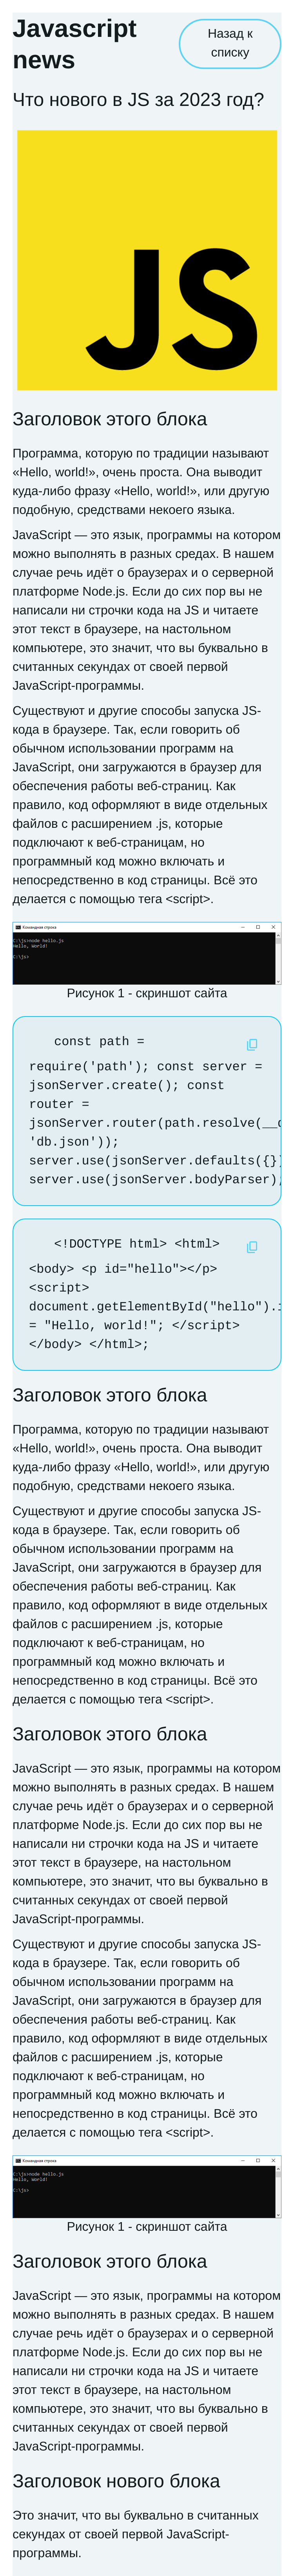 Javascript
news
Назад к
списку
Что нового в JS за 2023 год?
JS
Заголовок этого блока
Программа, которую по традиции называют
«Hello, world!», очень проста. Она выводит
куда-либо фразу «Hello, world!», или другую
подобную, средствами некоего языка.
JavaScript — это язык, программы на котором
можно выполнять в разных средах. В нашем
случае речь идёт о браузерах и о серверной
платформе Node.js. Если до сих пор вы не
написали ни строчки кода на JS и читаете
этот текст в браузере, на настольном
компьютере, это значит, что вы буквально в
считанных секундах от своей первой
JavaScript-программы.
Существуют и другие способы запуска JS-
кода в браузере. Так, если говорить об
обычном использовании программ на
JavaScript, они загружаются в браузер для
обеспечения работы веб-страниц. Как
правило, код оформляют в виде отдельных
файлов с расширением .js, которые
подключают к веб-страницам, но
программный код можно включать и
непосредственно в код страницы. Всё это
делается с помощью тега <script>.
Командная строка
C:\js>node hello.js
Hello, World!
C:\js>
Рисунок 1 - скриншот сайта
const path =
require('path'); const server =
jsonServer.create(); const
router =
jsonServer.router(path.resolve(__
'db.json'));
server.use(jsonServer.defaults({})
server.use(jsonServer.bodyParser)
<!DOCTYPE html> <html>
<body> <p id="hello"></p>
<script>
document.getElementById("hello").
= "Hello, world!"; </script>
</body> </html>;
Заголовок этого блока
Программа, которую по традиции называют
«Hello, world!», очень проста. Она выводит
куда-либо фразу «Hello, world!», или другую
подобную, средствами некоего языка.
Существуют и другие способы запуска JS-
кода в браузере. Так, если говорить об
обычном использовании программ на
JavaScript, они загружаются в браузер для
обеспечения работы веб-страниц. Как
правило, код оформляют в виде отдельных
файлов с расширением .js, которые
подключают к веб-страницам, но
программный код можно включать и
непосредственно в код страницы. Всё это
делается с помощью тега <script>.
Заголовок этого блока
JavaScript — это язык, программы на котором
можно выполнять в разных средах. В нашем
случае речь идёт о браузерах и о серверной
платформе Node.js. Если до сих пор вы не
написали ни строчки кода на JS и читаете
этот текст в браузере, на настольном
компьютере, это значит, что вы буквально в
считанных секундах от своей первой
JavaScript-программы.
Существуют и другие способы запуска JS-
кода в браузере. Так, если говорить об
обычном использовании программ на
JavaScript, они загружаются в браузер для
обеспечения работы веб-страниц. Как
правило, код оформляют в виде отдельных
файлов с расширением .js, которые
подключают к веб-страницам, но
программный код можно включать и
непосредственно в код страницы. Всё это
делается с помощью тега <script>.
Командная строка
C:\js>node hello.js
Hello, World!
C:\js>
Рисунок 1 - скриншот сайта
Заголовок этого блока
JavaScript — это язык, программы на котором
можно выполнять в разных средах. В нашем
случае речь идёт о браузерах и о серверной
платформе Node.js. Если до сих пор вы не
написали ни строчки кода на JS и читаете
этот текст в браузере, на настольном
компьютере, это значит, что вы буквально в
считанных секундах от своей первой
JavaScript-программы.
Заголовок нового блока
Это значит, что вы буквально в считанных
секундах от своей первой JavaScript-
программы.